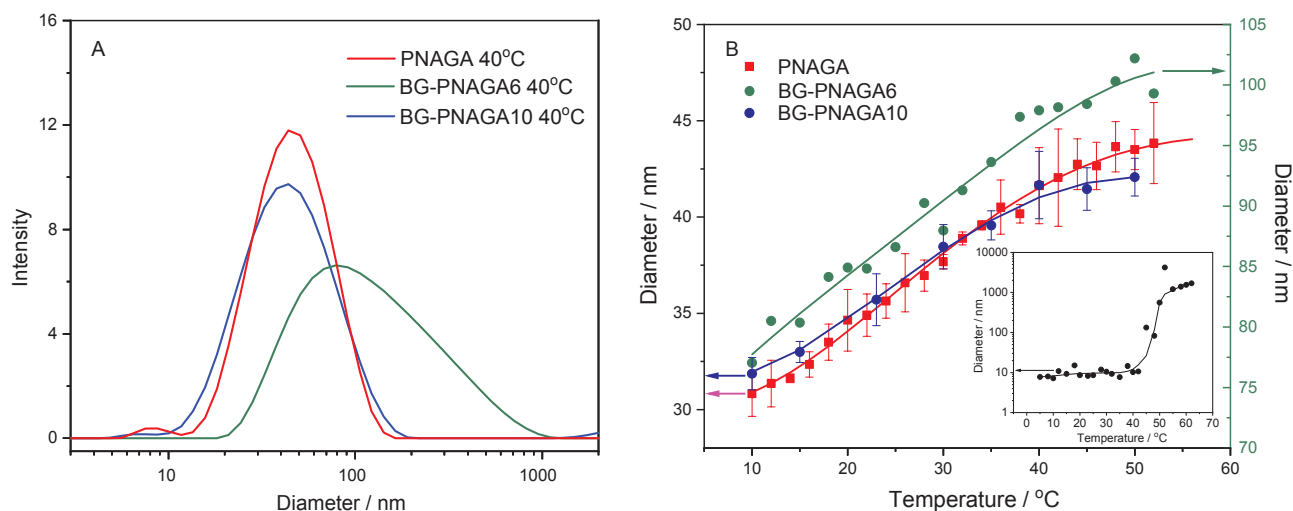 A
PNAGA 40°C
BG-PNAGA6 40°C
BG-PNAGA10 40°C
16
12
8
4
0
Intensity
10
100
1000
Diameter / nm
B
PNAGA
BG-PNAGA6
BG-PNAGA10
50
45
40
35
30
Diameter / nm
105
100
95
90
85
80
75
70
Diameter / nm
10
20
30
40
50
60
Temperature / °C
10000
1000
100
10
1
Diameter / nm
0
10
20
30
40
50
60
70
Temperature / °C